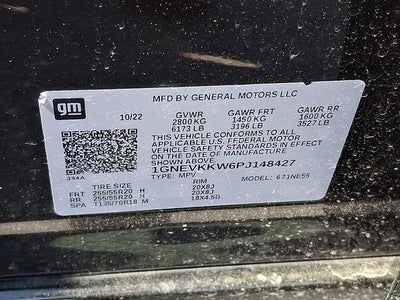 gm
MFD BY GENERAL MOTORS LLC
10/22 GVWR GAWR FRT GAWR RR
2800 KG 1450 KG 1600 KG
6173 LB 3196 LB 3527 LB
THIS VEHICLE CONFORMS TO ALL
APPLICABLE U.S. FEDERAL MOTOR
VEHICLE SAFETY STANDARDS IN EFFECT
ON THE DATE OF MANUFACTURE
SHOWN ABOVE.
1GNEVKKW6PJ148427
394A TYPE: MPV MODEL: 671NE56
TIRE SIZE RIM
FRT 255/55R20 H 20X8J
RR 255/55R20 H 20X8J
SPA T135/70R18 M 18X4.5B